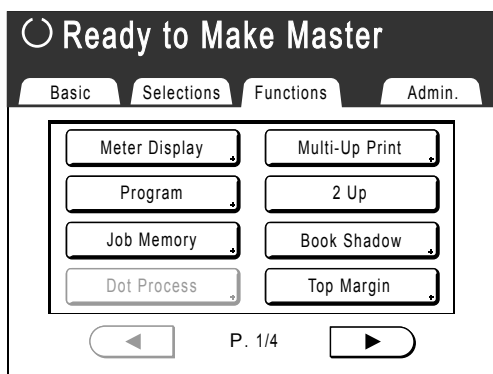 Ready to Make Master
Basic Selections Functions Admin.
Meter Display Multi-Up Print
Program 2 Up
Job Memory Book Shadow
Dot Process Top Margin
P. 1/4